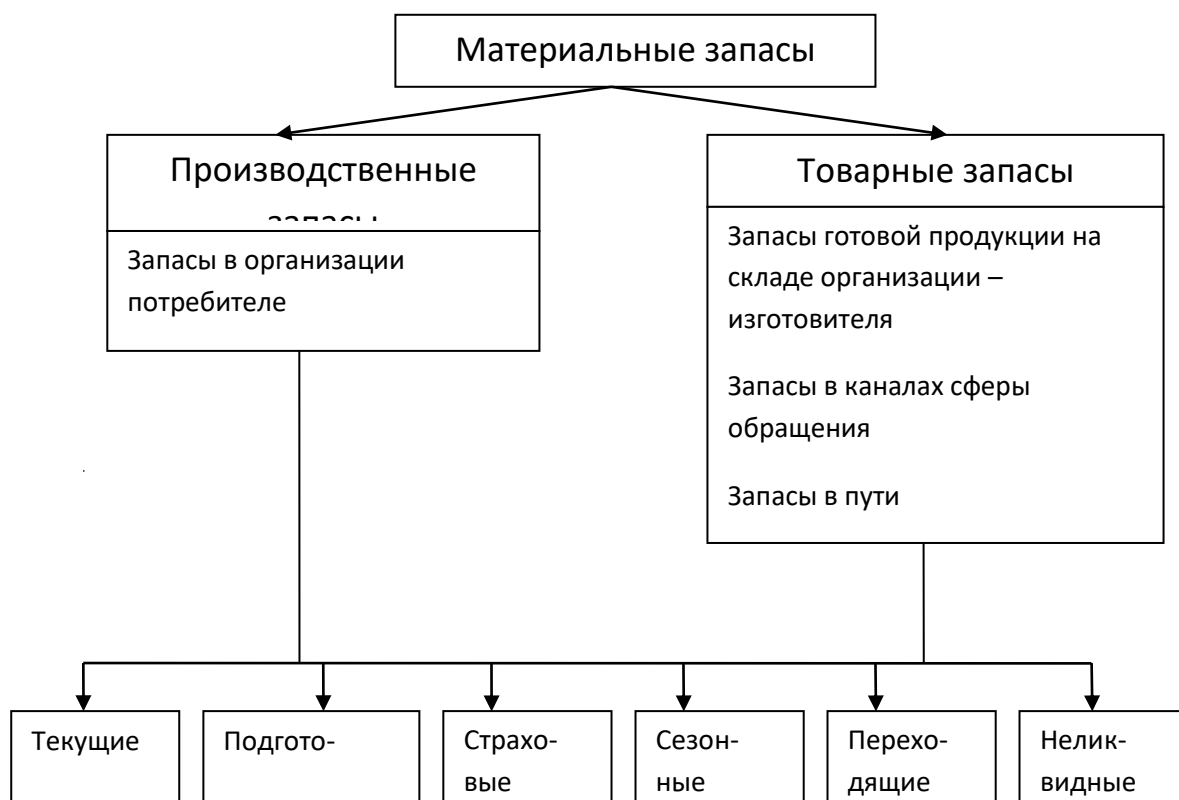 Материальные запасы
Производственные
запасы
Запасы в организации
потребителе
Товарные запасы
Запасы готовой продукции на
складе организации –
изготовителя
Запасы в каналах сферы
обращения
Запасы в пути
Текущие
Подгото-
Страхо-
вые
Сезон-
ные
Перехо-
дящие
Нелик-
видные